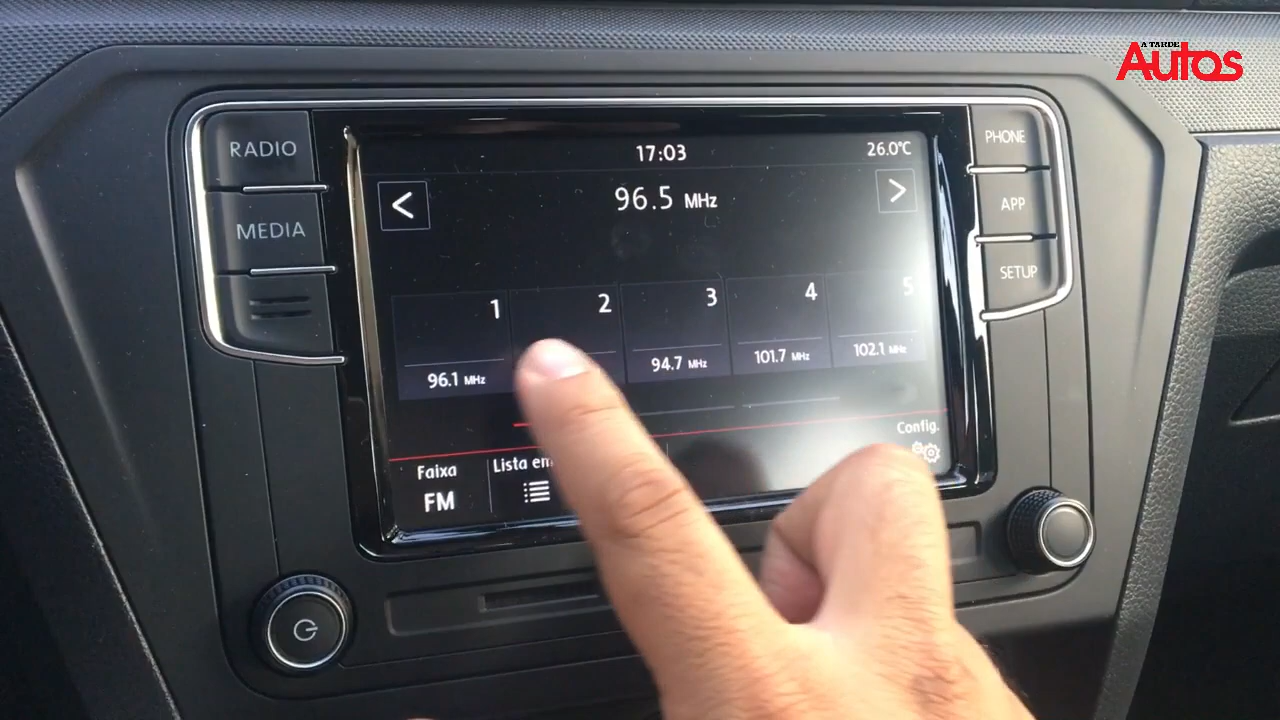 A TARDE
Autos
RADIO
MEDIA
PHONE
APP
SETUP
17:03
26.0°C
<
96.5 MHz
>
1
2
3
4
5
96.1 MHz
94.7 MHz
101.7 MHz
102.1 MHz
Faixa
FM
Lista em
Config.